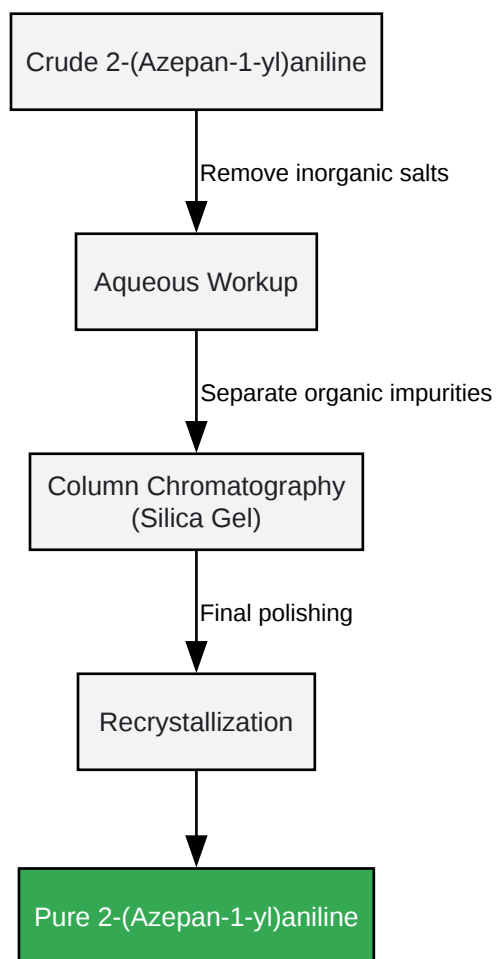 Crude 2-(Azepan-1-yl)aniline
Remove inorganic salts
Aqueous Workup
Separate organic impurities
Column Chromatography
(Silica Gel)
Final polishing
Recrystallization
Pure 2-(Azepan-1-yl)aniline